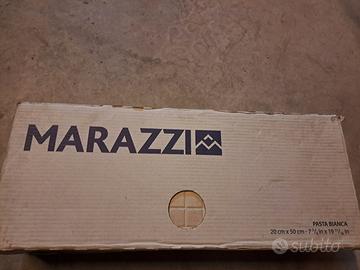 MARAZZI
PASTA BIANCA
20 cm x 50 cm - 7 ⁷/₈ in x 19 ¹¹/₁₆ in
subito